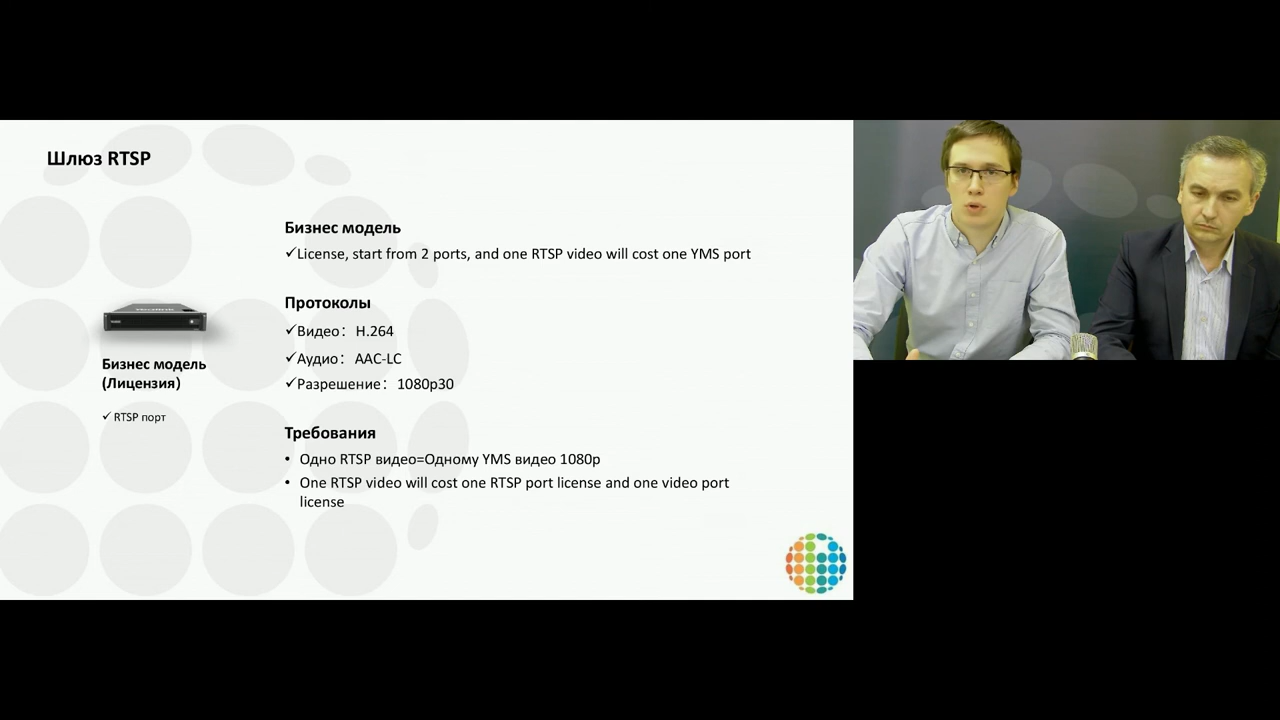 Шлюз RTSP
Бизнес модель
✓License, start from 2 ports, and one RTSP video will cost one YMS port
Протоколы
✓Видео：H.264
✓Аудио：AAC-LC
✓Разрешение：1080p30
Бизнес модель
(Лицензия)
✓ RTSP порт
Требования
• Одно RTSP видео=Одному YMS видео 1080p
• One RTSP video will cost one RTSP port license and one video port
license